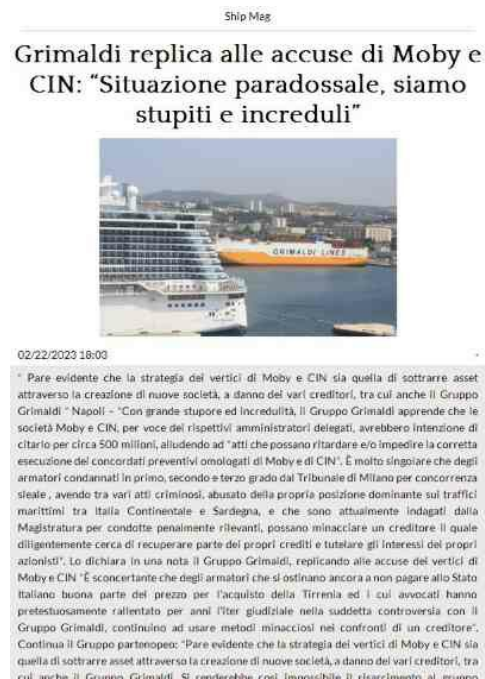 Ship Mag
Grimaldi replica alle accuse di Moby e
CIN: “Situazione paradossale, siamo
stupiti e increduli”
GRIMALDI LINES
02/22/2023 18:03
" Pare evidente che la strategia dei vertici di Moby e CIN sia quella di sottrarre asset
attraverso la creazione di nuove società, a danno dei vari creditori, tra cui anche il Gruppo
Grimaldi " Napoli – "Con grande stupore ed incredulità, il Gruppo Grimaldi apprende che le
società Moby e CIN, per voce dei rispettivi amministratori delegati, avrebbero intenzione di
citarlo per circa 500 milioni, alludendo ad "atti che possano ritardare e/o impedire la corretta
esecuzione dei concordati preventivi omologati di Moby e di CIN". È molto singolare che degli
armatori condannati in primo, secondo e terzo grado dal Tribunale di Milano per concorrenza
sleale , avendo tra vari atti criminosi, abusato della propria posizione dominante sui traffici
marittimi tra Italia Continentale e Sardegna, e che sono attualmente indagati dalla
Magistratura per condotte penalmente rilevanti, possano minacciare un creditore il quale
diligentemente cerca di recuperare parte dei propri crediti e tutelare gli interessi dei propri
azionisti". Lo dichiara in una nota il Gruppo Grimaldi, replicando alle accuse dei vertici di
Moby e CIN "È sconcertante che degli armatori che si ostinano ancora a non pagare allo Stato
Italiano buona parte del prezzo per l'acquisto della Tirrenia ed i cui avvocati hanno
pretestuosamente rallentato per anni l'iter giudiziale nella suddetta controversia con il
Gruppo Grimaldi, continuino ad usare metodi minacciosi nei confronti di un creditore".
Continua il Gruppo partenopeo: "Pare evidente che la strategia dei vertici di Moby e CIN sia
quella di sottrarre asset attraverso la creazione di nuove società, a danno dei vari creditori, tra
cui anche il Gruppo Grimaldi. Si renderebbe così impossibile il risarcimento al gruppo